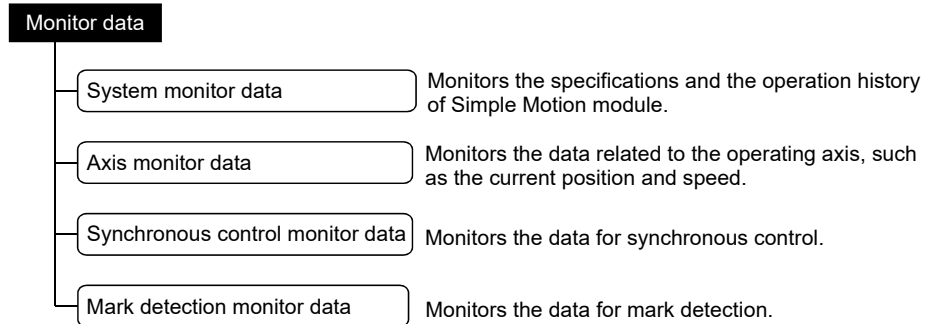 Monitor data
System monitor data
Monitors the specifications and the operation history
of Simple Motion module.
Axis monitor data
Monitors the data related to the operating axis, such
as the current position and speed.
Synchronous control monitor data
Monitors the data for synchronous control.
Mark detection monitor data
Monitors the data for mark detection.